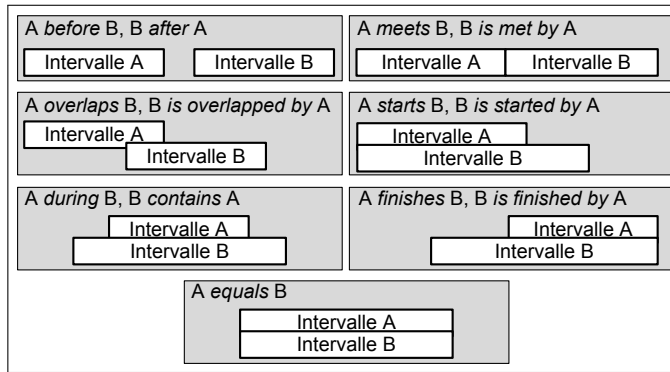 A before B, B after A
Intervalle A
Intervalle B
A meets B, B is met by A
Intervalle A
Intervalle B
A overlaps B, B is overlapped by A
Intervalle A
Intervalle B
A starts B, B is started by A
Intervalle A
Intervalle B
A during B, B contains A
Intervalle A
Intervalle B
A finishes B, B is finished by A
Intervalle A
Intervalle B
A equals B
Intervalle A
Intervalle B